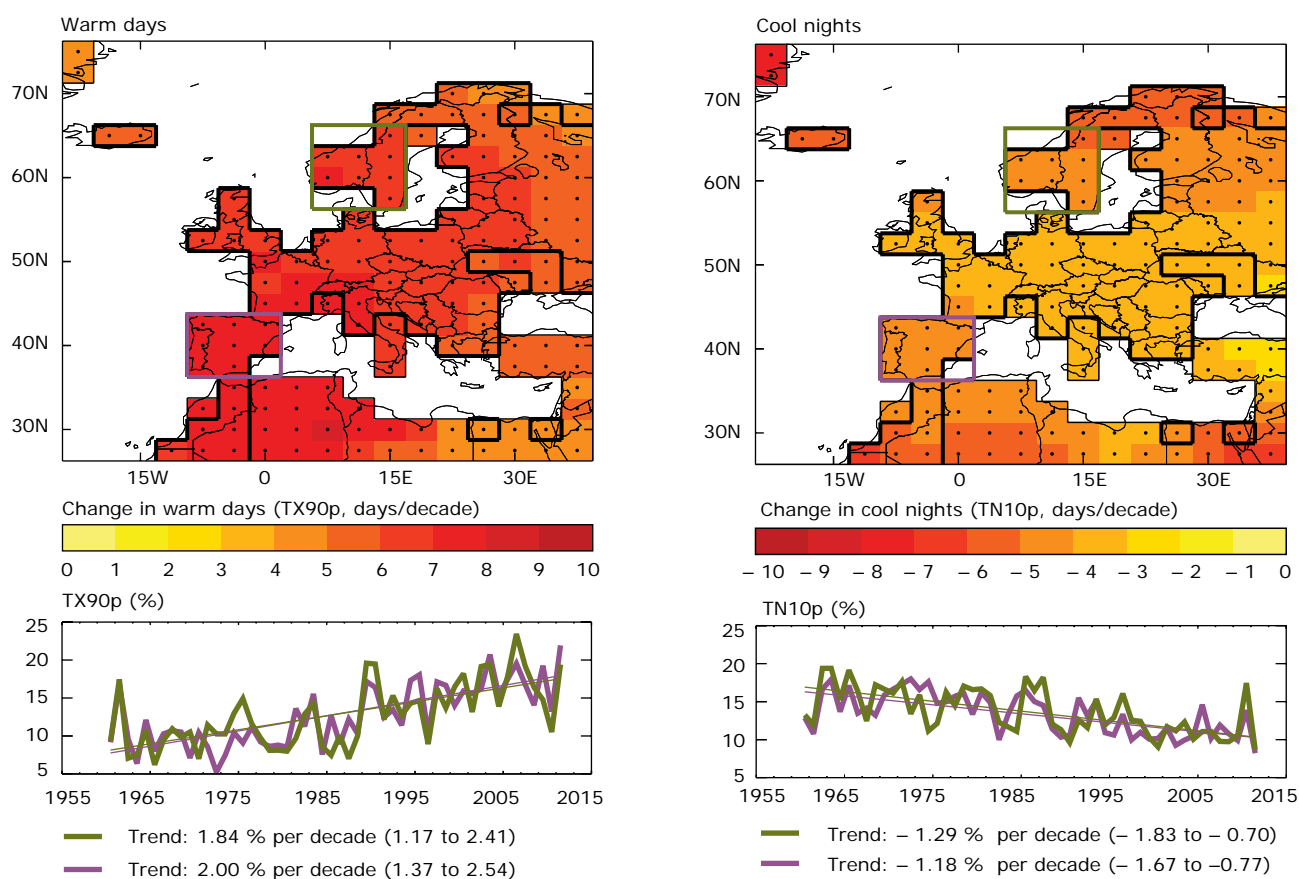 Warm days
70N
60N
50N
40N
30N
15W 0 15E 30E
Change in warm days (TX90p, days/decade)
0 1 2 3 4 5 6 7 8 9 10
TX90p (%)
25
20
15
10
5
1955 1965 1975 1985 1995 2005 2015
Trend: 1.84 % per decade (1.17 to 2.41)
Trend: 2.00 % per decade (1.37 to 2.54)
Cool nights
70N
60N
50N
40N
30N
15W 0 15E 30E
Change in cool nights (TN10p, days/decade)
– 10 – 9 – 8 – 7 – 6 – 5 – 4 – 3 – 2 – 1 0
TN10p (%)
25
20
15
10
5
1955 1965 1975 1985 1995 2005 2015
Trend: – 1.29 % per decade (– 1.83 to – 0.70)
Trend: – 1.18 % per decade (– 1.67 to –0.77)